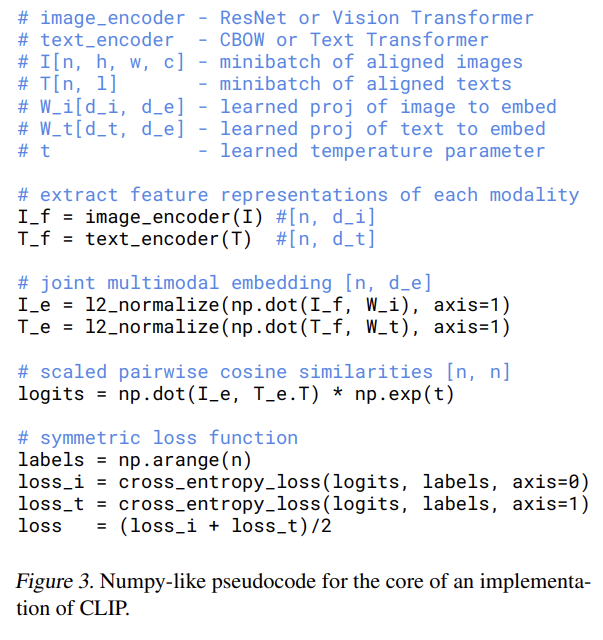 # image_encoder - ResNet or Vision Transformer
# text_encoder  - CBOW or Text Transformer
# I[n, h, w, c] - minibatch of aligned images
# T[n, l]       - minibatch of aligned texts
# W_i[d_i, d_e] - learned proj of image to embed
# W_t[d_t, d_e] - learned proj of text to embed
# t             - learned temperature parameter

# extract feature representations of each modality
I_f = image_encoder(I) #[n, d_i]
T_f = text_encoder(T)  #[n, d_t]

# joint multimodal embedding [n, d_e]
I_e = l2_normalize(np.dot(I_f, W_i), axis=1)
T_e = l2_normalize(np.dot(T_f, W_t), axis=1)

# scaled pairwise cosine similarities [n, n]
logits = np.dot(I_e, T_e.T) * np.exp(t)

# symmetric loss function
labels = np.arange(n)
loss_i = cross_entropy_loss(logits, labels, axis=0)
loss_t = cross_entropy_loss(logits, labels, axis=1)
loss   = (loss_i + loss_t)/2

Figure 3. Numpy-like pseudocode for the core of an implementa-
tion of CLIP.